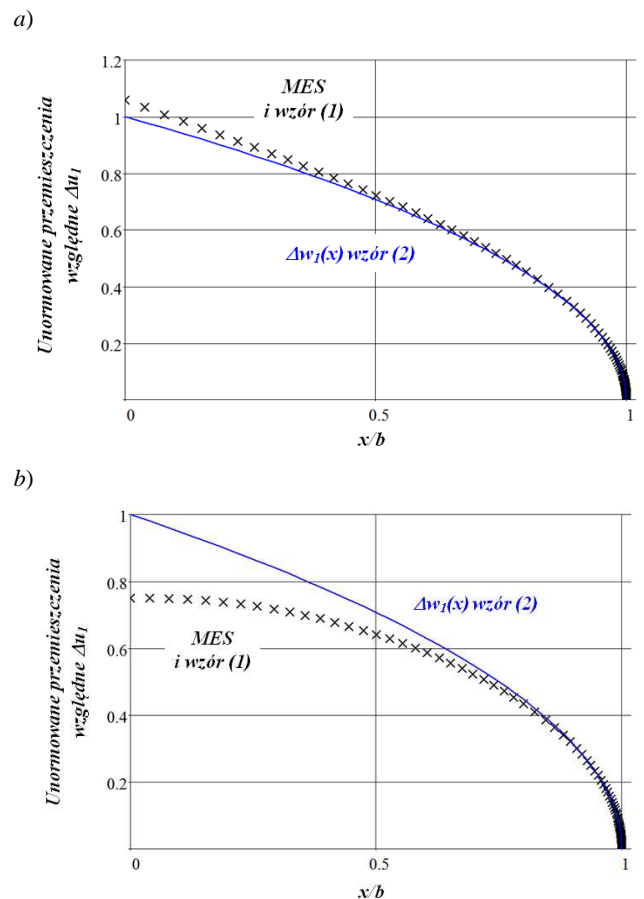 a)
1.2
1
0.8
0.6
0.4
0.2
MES
i wzór (1)
Δw1(x) wzór (2)
Unormowane przemieszczenia
względne Δu1
0
0.5
1
x/b
b)
1
0.8
0.6
0.4
0.2
Δw1(x) wzór (2)
MES
i wzór (1)
Unormowane przemieszczenia
względne Δu1
0
0.5
1
x/b